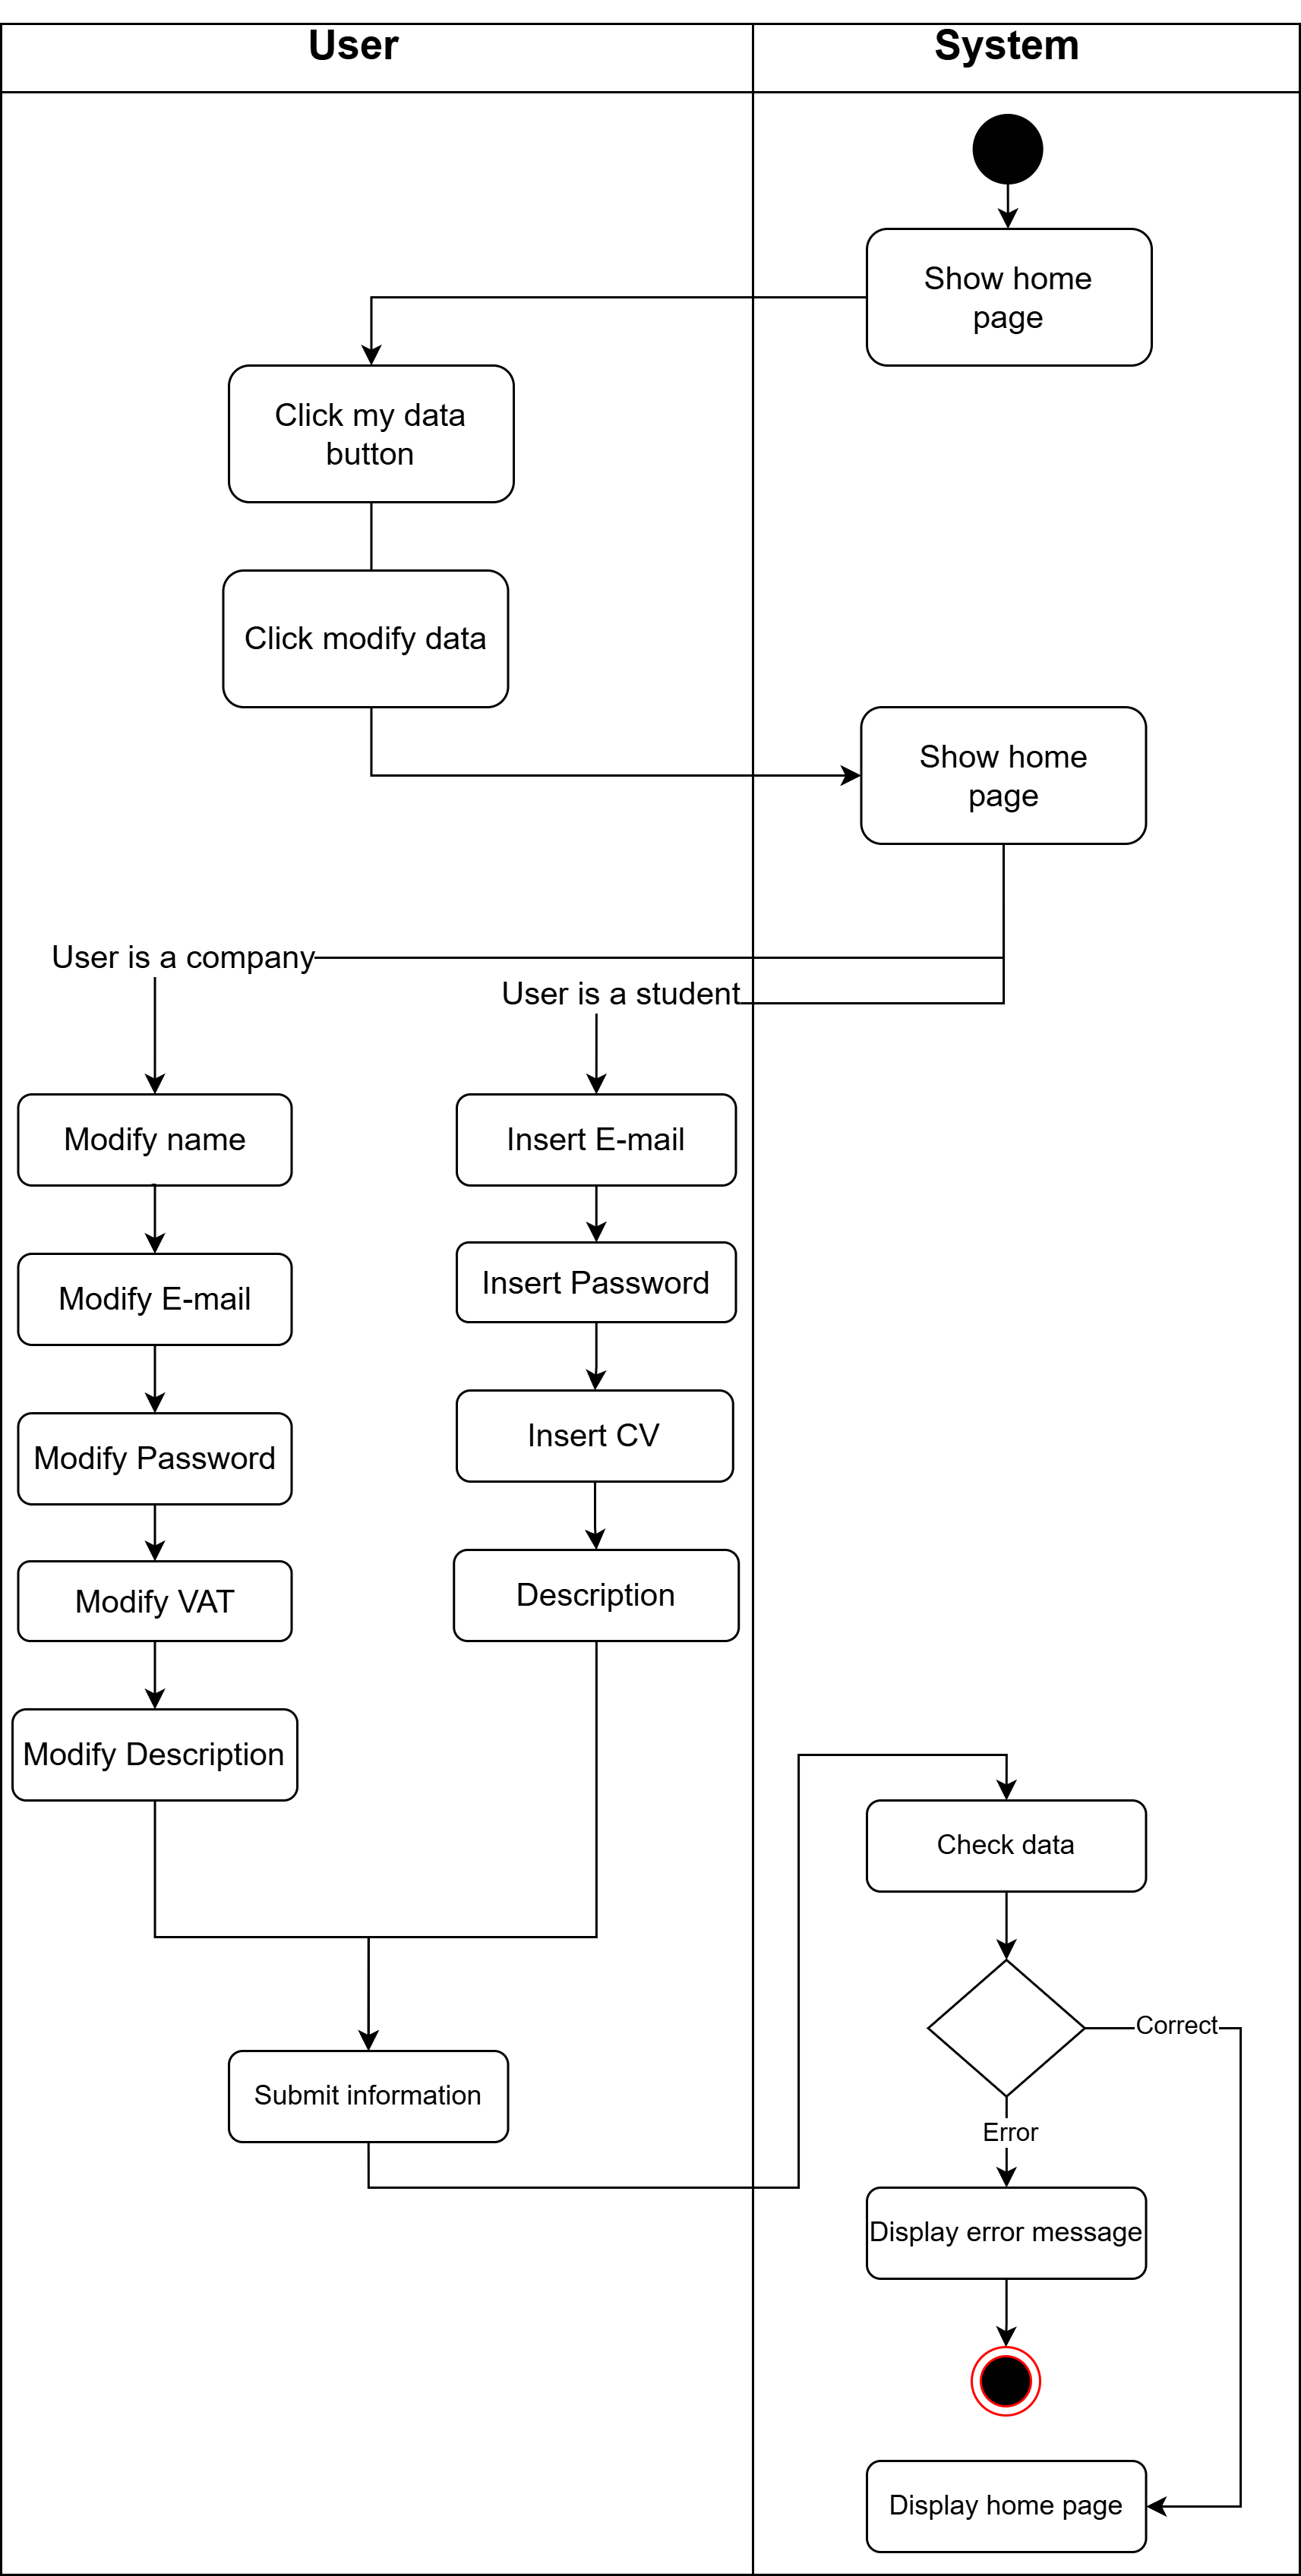 User
System
Show home
page
Click my data
button
Click modify data
Show home
page
User is a company
User is a student
Modify name
Insert E-mail
Modify E-mail
Insert Password
Modify Password
Insert CV
Modify VAT
Description
Modify Description
Check data
Correct
Submit information
Error
Display error message
Display home page